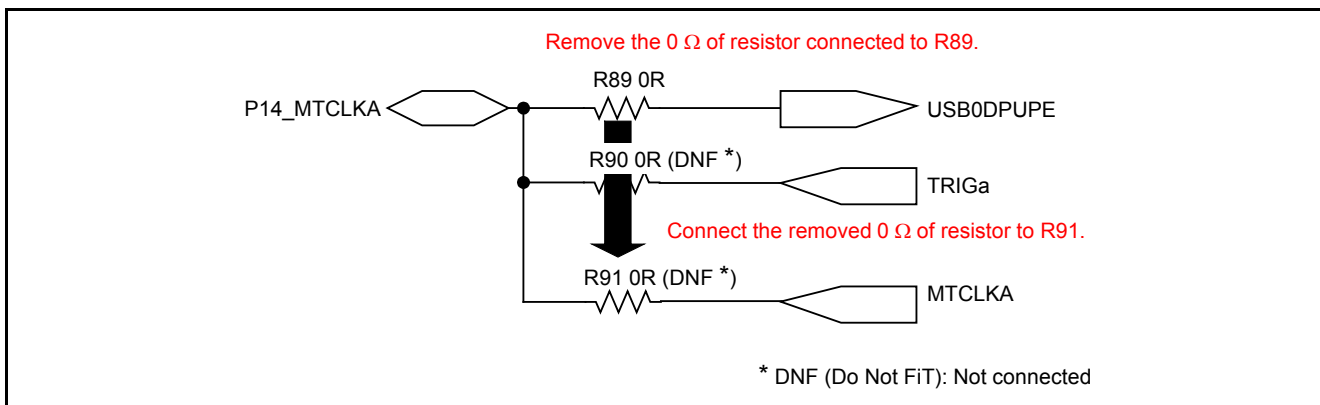 Remove the 0 Ω of resistor connected to R89.
R89 0R
P14_MTCLKA
USB0DPUPE
R90 0R (DNF *)
TRIGa
Connect the removed 0 Ω of resistor to R91.
R91 0R (DNF *)
MTCLKA
* DNF (Do Not FiT): Not connected